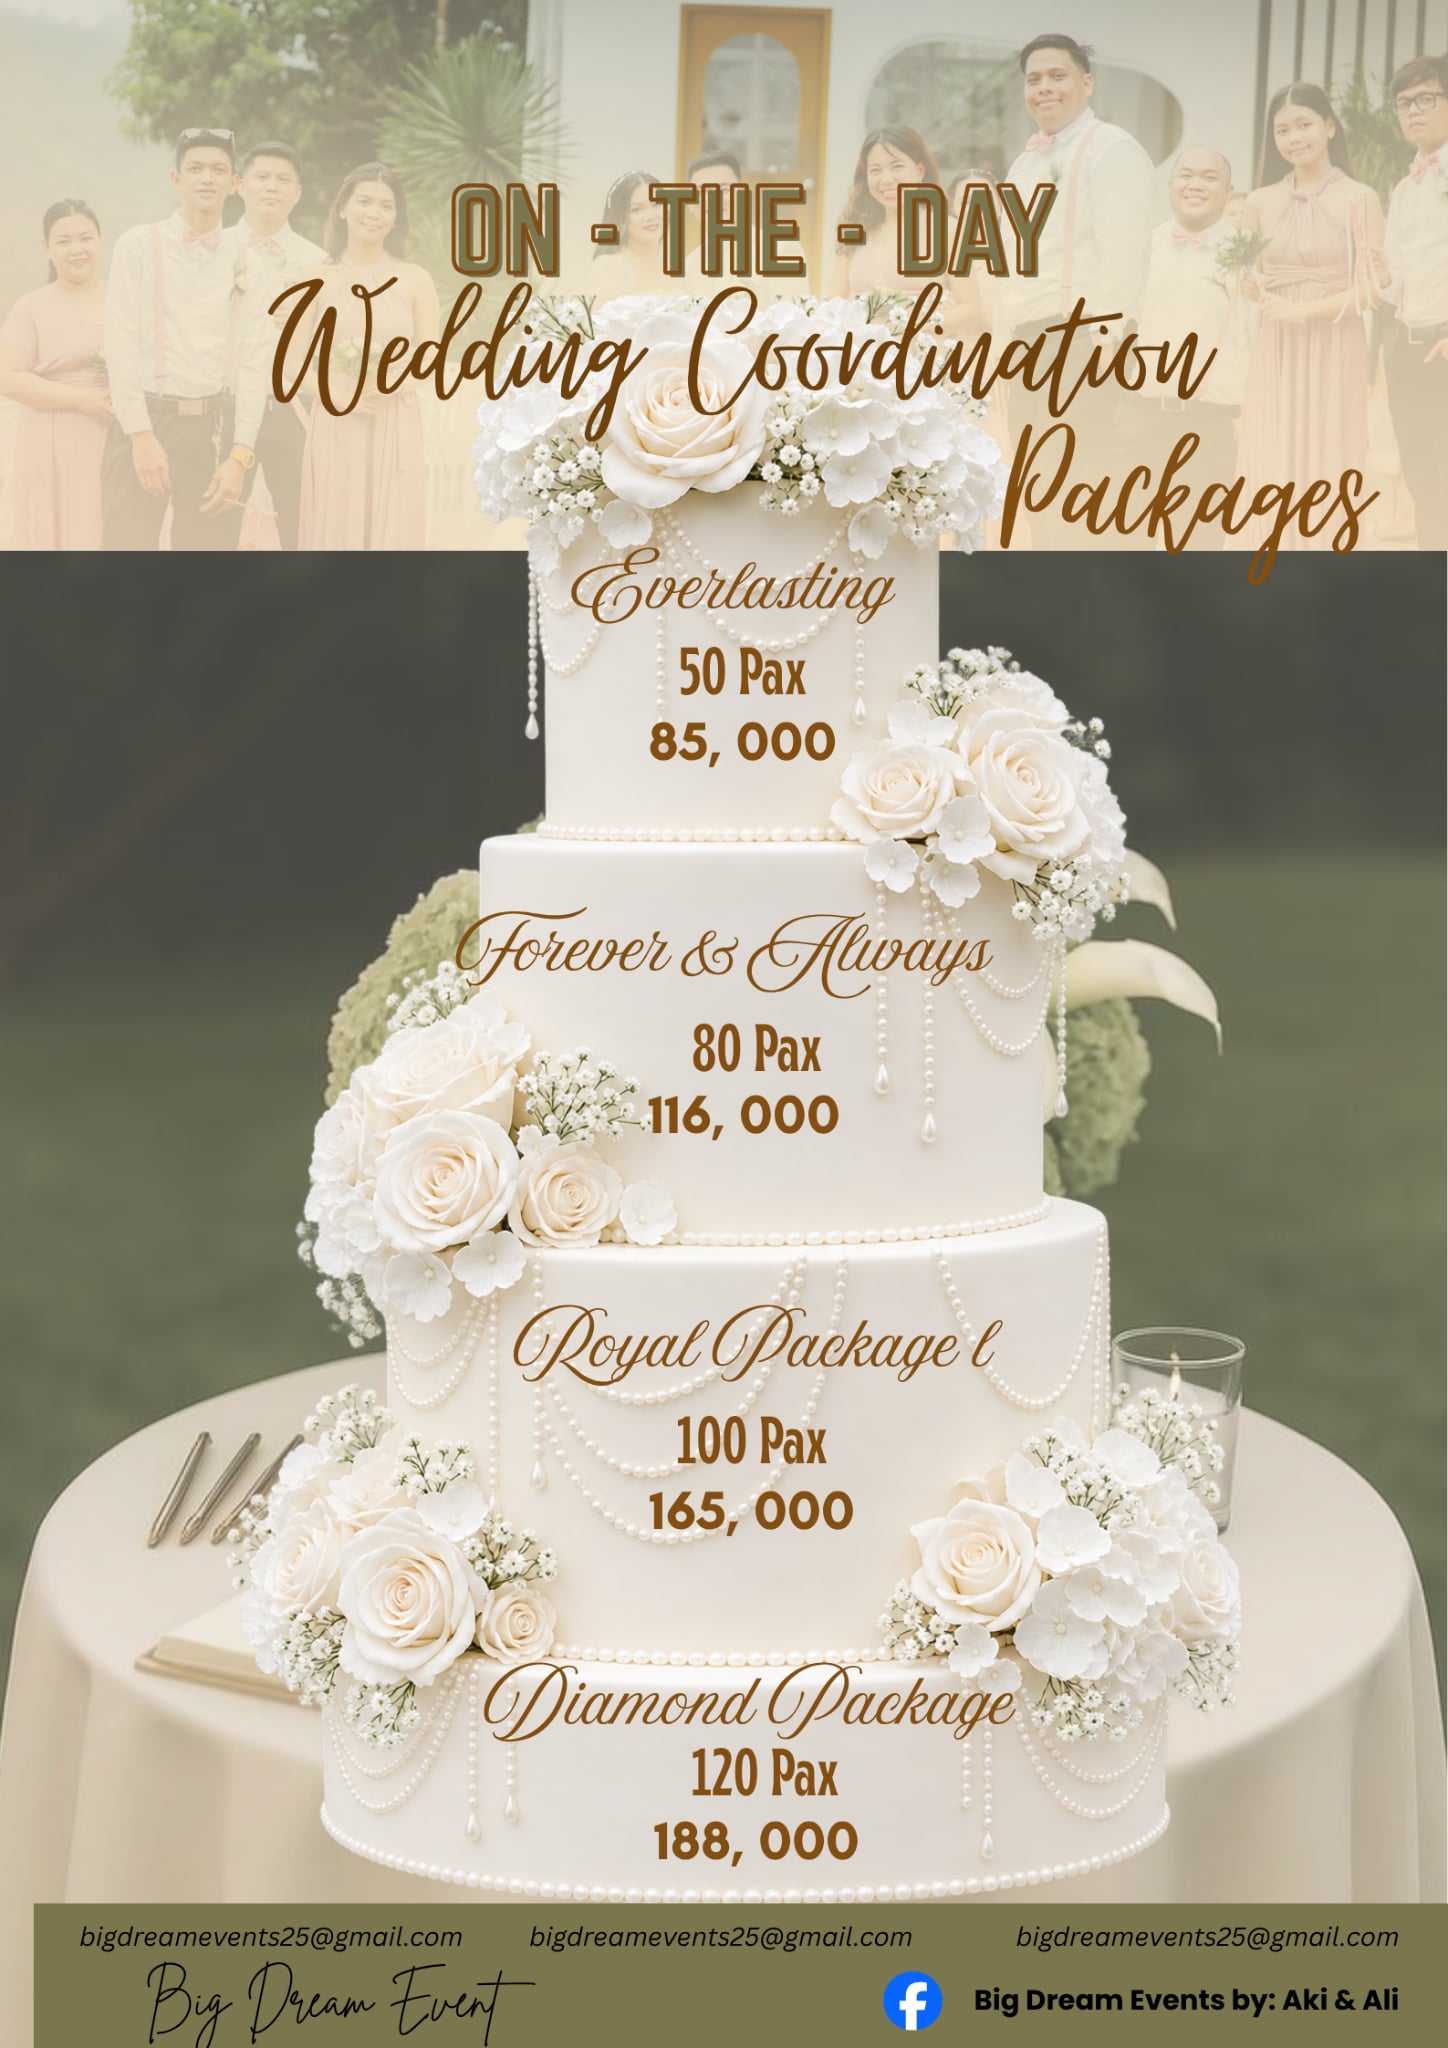 ON - THE - DAY
Wedding Coordination
Packages
Everlasting
50 Pax
85, 000
Forever & Always
80 Pax
116, 000
Royal Package l
100 Pax
165, 000
Diamond Package
120 Pax
188, 000
bigdreamevents25@gmail.com bigdreamevents25@gmail.com bigdreamevents25@gmail.com
Big Dream Event
Big Dream Events by: Aki & Ali